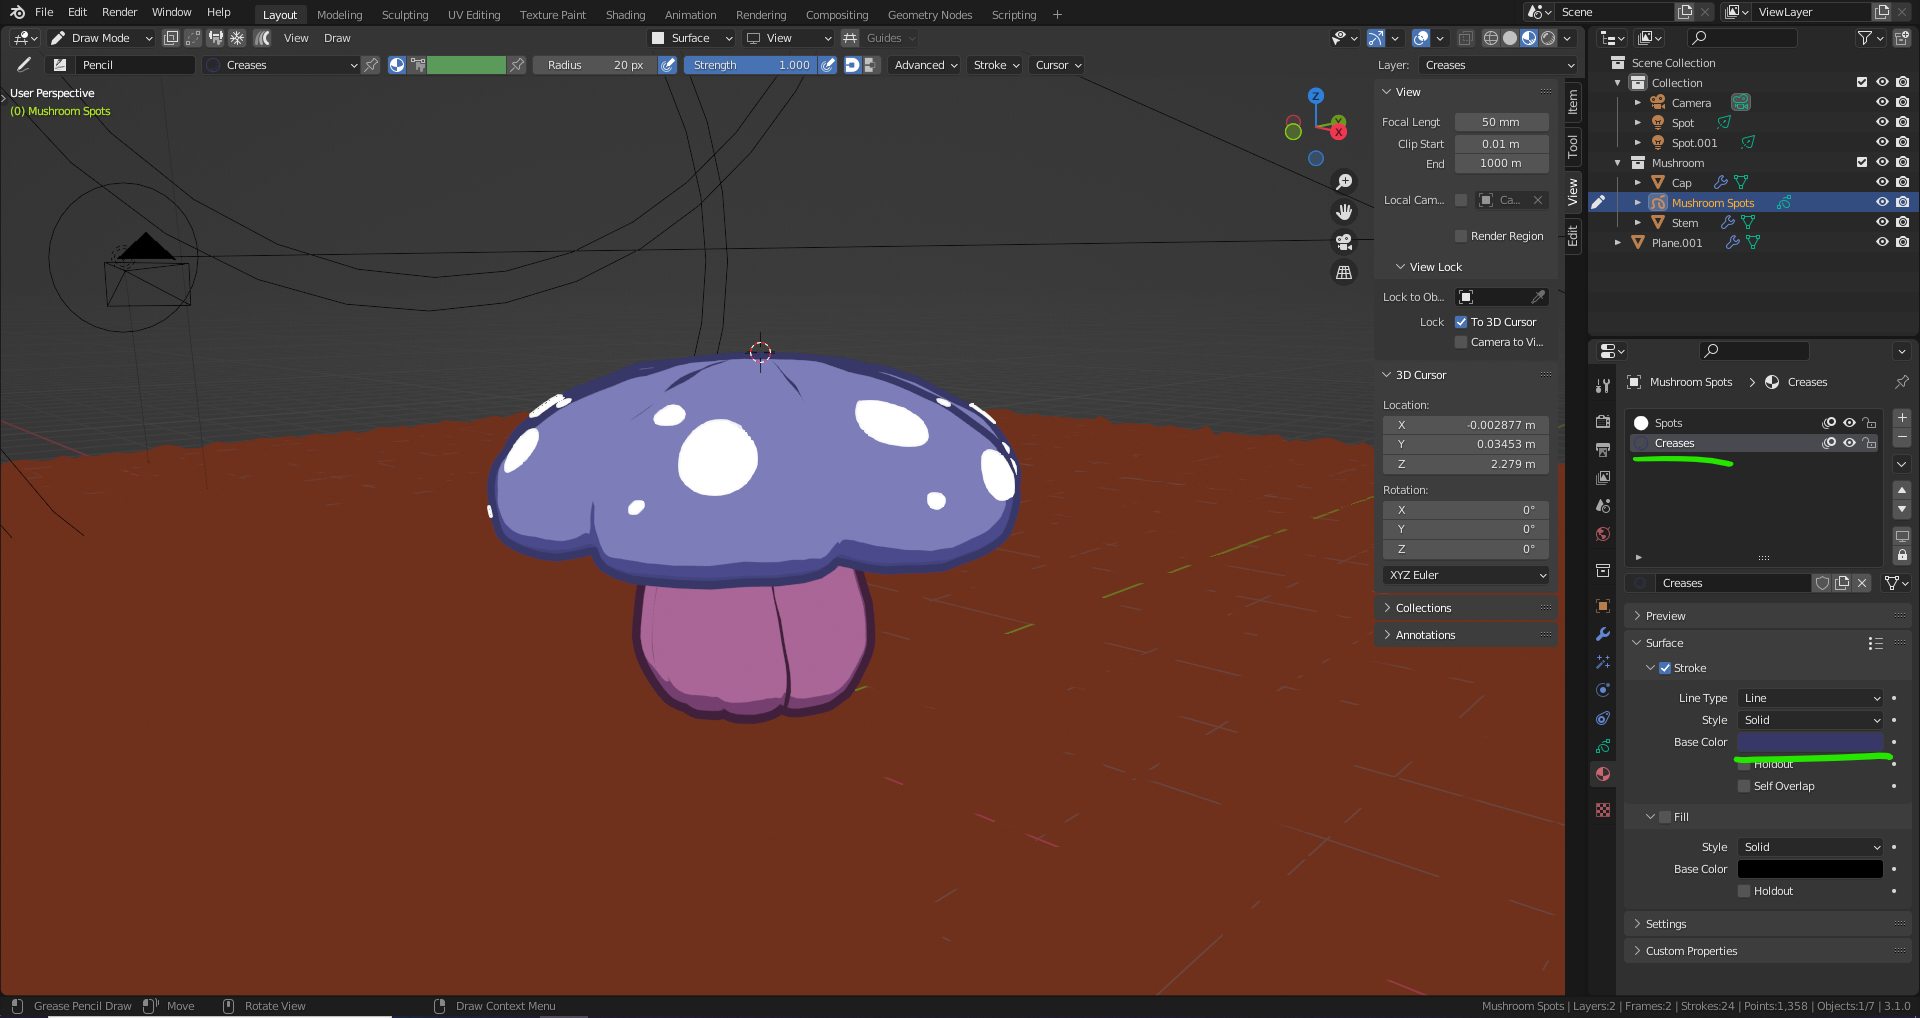 File Edit Render Window Help Layout Modeling Sculpting UV Editing Texture Paint Shading Animation Rendering Compositing Geometry Nodes Scripting + Scene ViewLayer
Draw Mode View Draw Surface View Guides
Pencil Creases Radius 20 px Strength 1.000 Advanced Stroke Cursor Layer: Creases
User Perspective
(0) Mushroom Spots
Z
Y
X
View
Focal Lengt 50 mm
Clip Start 0.01 m
End 1000 m
Local Cam... Ca...
Render Region
View Lock
Lock to Ob...
Lock To 3D Cursor
Camera to Vi...
3D Cursor
Location:
X -0.002877 m
Y 0.03453 m
Z 2.279 m
Rotation:
X 0°
Y 0°
Z 0°
XYZ Euler
Collections
Annotations
Item
Tool
View
Edit
Scene Collection
Collection
Camera
Spot
Spot.001
Mushroom
Cap
Mushroom Spots
Stem
Plane.001
Mushroom Spots > Creases
Spots
Creases
Creases
Preview
Surface
Stroke
Line Type Line
Style Solid
Base Color
Holdout
Self Overlap
Fill
Style Solid
Base Color
Holdout
Settings
Custom Properties
Grease Pencil Draw Move Rotate View Draw Context Menu Mushroom Spots | Layers:2 | Frames:2 | Strokes:24 | Points:1,358 | Objects:1/7 | 3.1.0